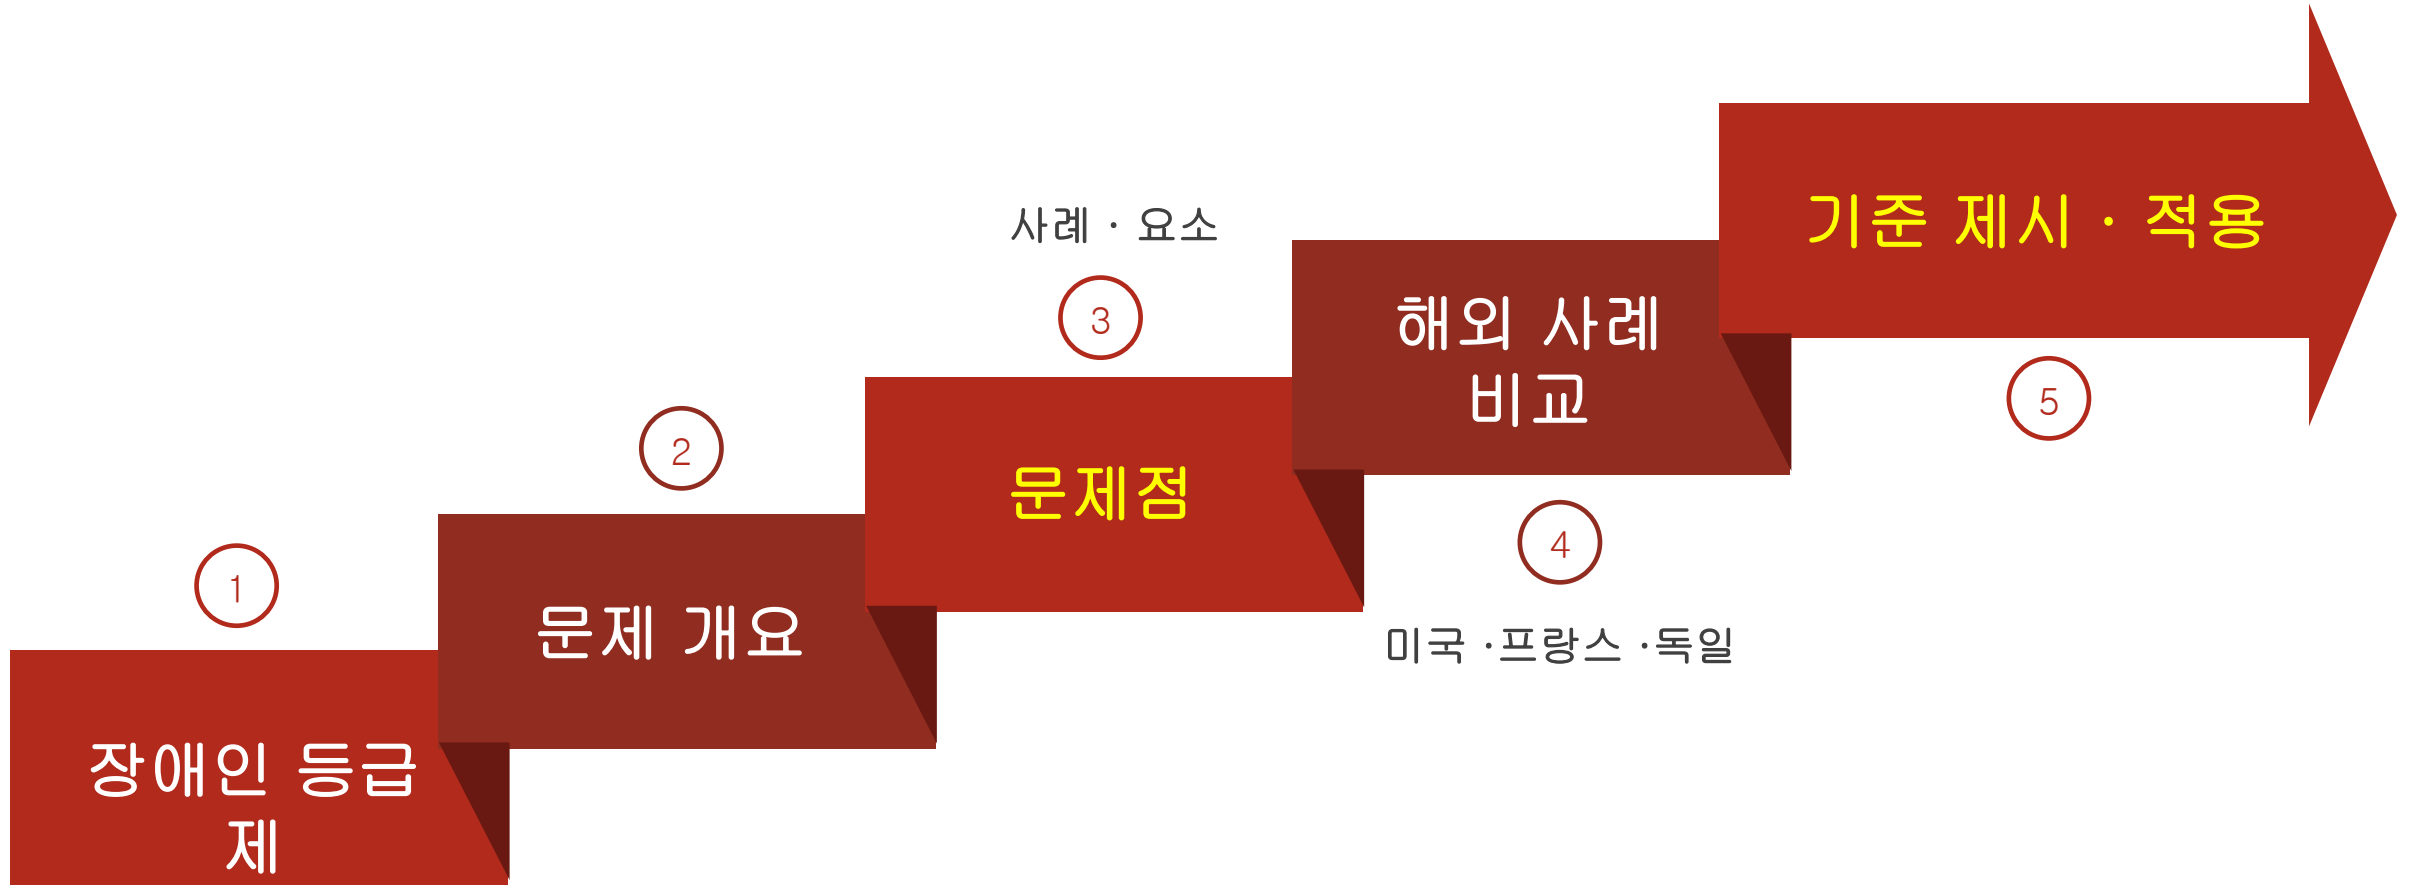 1
장애인 등급
제
2
문제 개요
사례 · 요소
3
문제점
해외 사례
비교
4
미국 ·프랑스 ·독일
기준 제시 · 적용
5